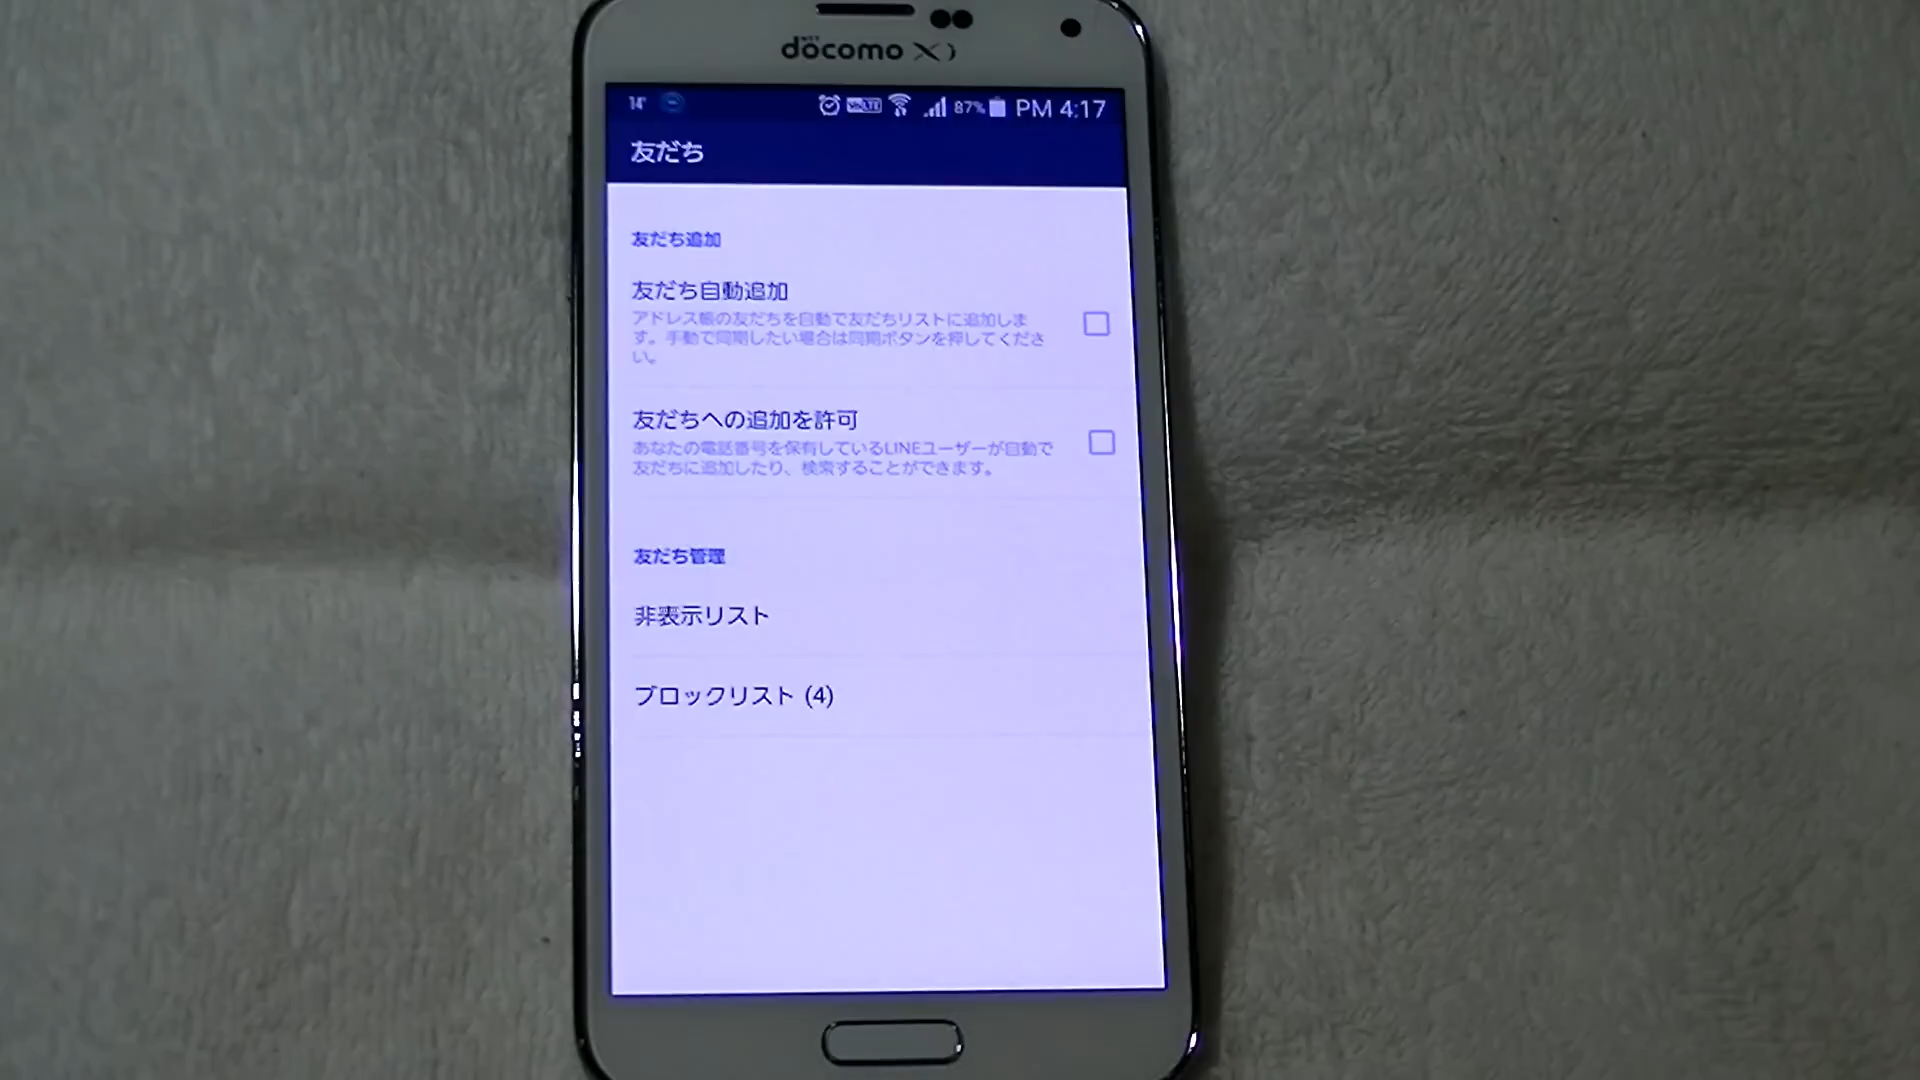 docomo Xi
14° VoLTE 87% PM 4:17
友だち
友だち追加
友だち自動追加
アドレス帳の友だちを自動で友だちリストに追加しま
す。手動で同期したい場合は同期ボタンを押してくださ
い。
友だちへの追加を許可
あなたの電話番号を保有しているLINEユーザーが自動で
友だちに追加したり、検索することができます。
友だち管理
非表示リスト
ブロックリスト (4)